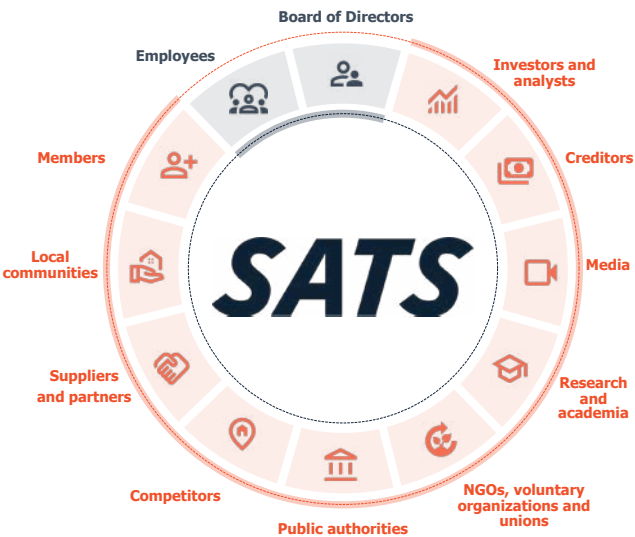 Board of Directors
Employees
Investors and
analysts
Members
Creditors
Local
communities
SATS
Media
Suppliers
and partners
Research
and
academia
Competitors
NGOs, voluntary
organizations and
unions
Public authorities